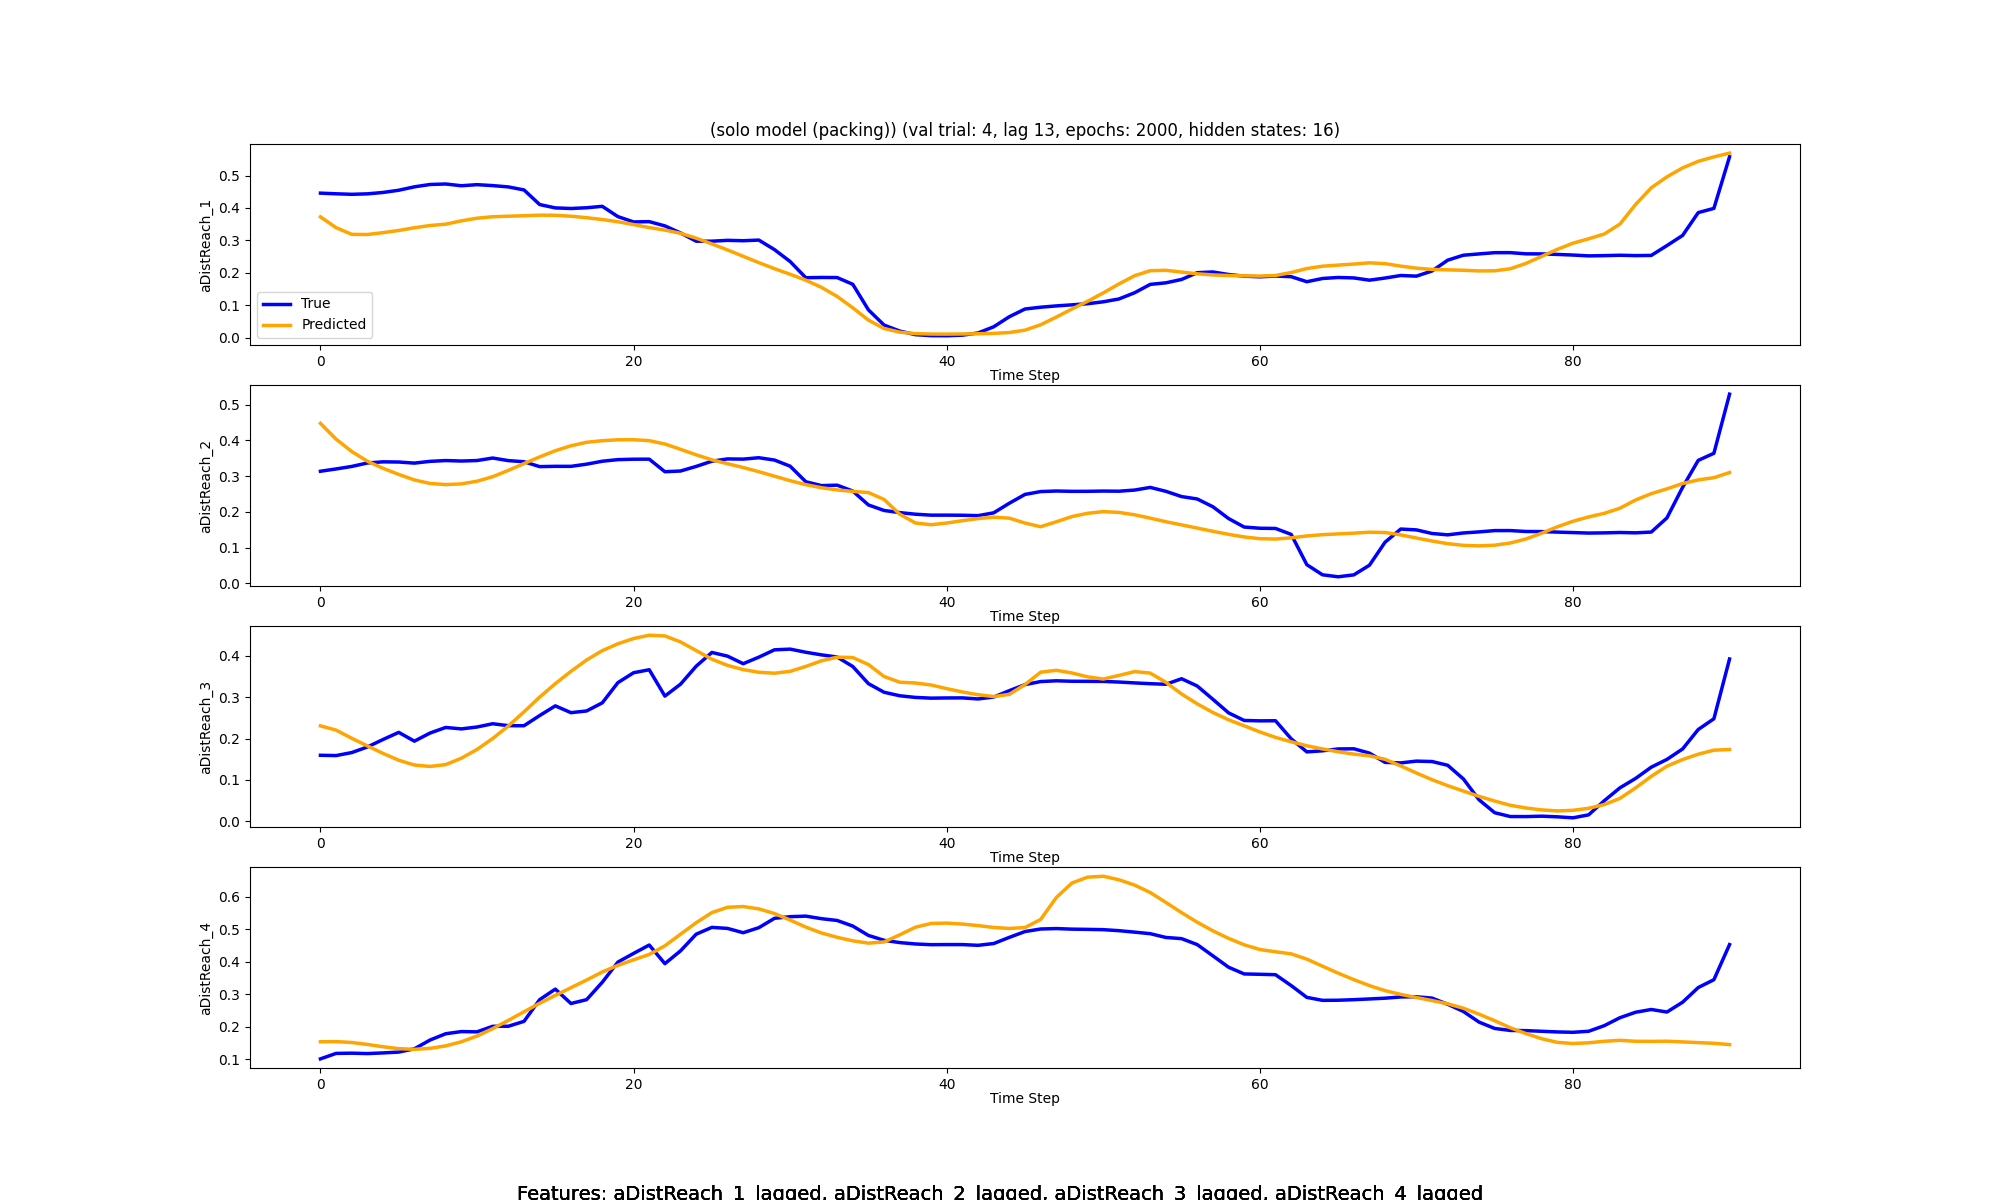 (solo model (packing)) (val trial: 4, lag 13, epochs: 2000, hidden states: 16)
aDistReach_1
0.5
0.4
0.3
0.2
0.1
0.0
True
Predicted
0 20 40 60 80
Time Step
aDistReach_2
0.5
0.4
0.3
0.2
0.1
0.0
0 20 40 60 80
Time Step
aDistReach_3
0.4
0.3
0.2
0.1
0.0
0 20 40 60 80
Time Step
aDistReach_4
0.6
0.5
0.4
0.3
0.2
0.1
0 20 40 60 80
Time Step
Features: aDistReach_1_lagged, aDistReach_2_lagged, aDistReach_3_lagged, aDistReach_4_lagged